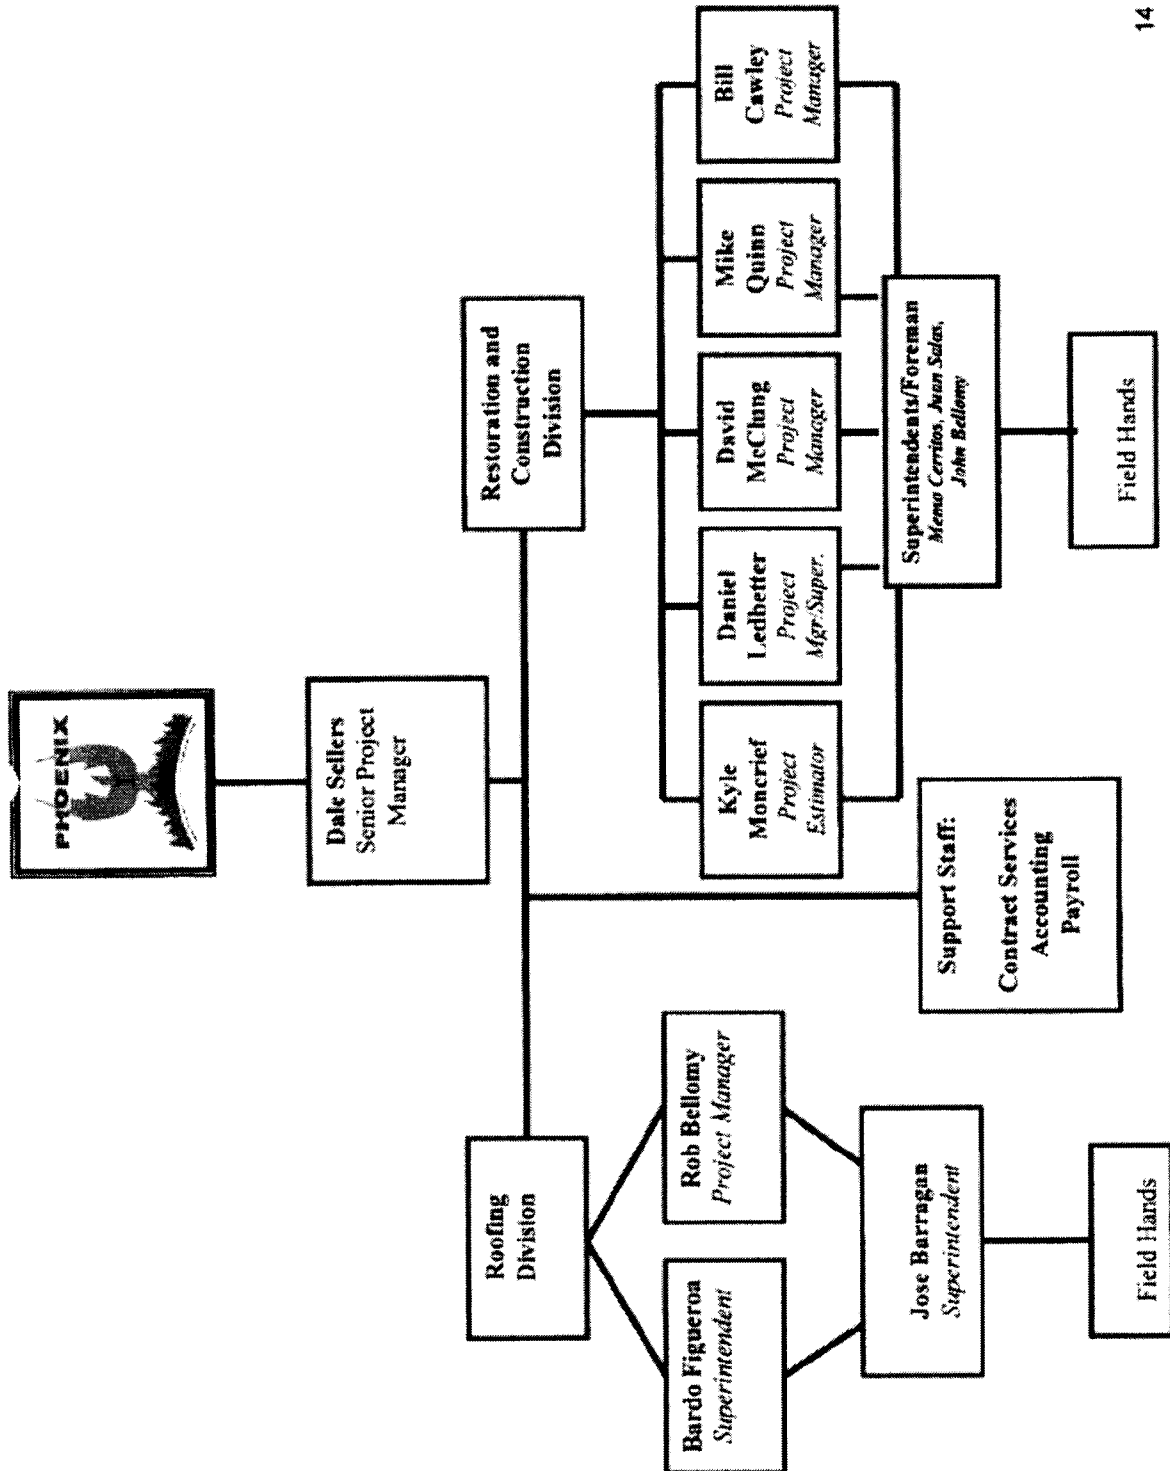 PHOENIX
Dale Sellers
Senior Project
Manager
Roofing
Division
Restoration and
Construction
Division
Bardo Figueroa
Superintendent
Rob Bellomy
Project Manager
Jose Barragan
Superintendent
Field Hands
Support Staff:
Contract Services
Accounting
Payroll
Kyle
Moncrief
Project
Estimator
Daniel
Ledbetter
Project
Mgr/Super.
David
McClung
Project
Manager
Mike
Quinn
Project
Manager
Bill
Cawley
Project
Manager
Superintendents/Foreman
Memo Cerritos, Juan Salas,
John Bellomy
Field Hands
14